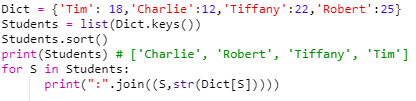 Dict = {'Tim': 18,'Charlie':12,'Tiffany':22,'Robert':25}
Students = list(Dict.keys())
Students.sort()
print(Students) # ['Charlie', 'Robert', 'Tiffany', 'Tim']
for S in Students:
    print(":".join((S,str(Dict[S]))))